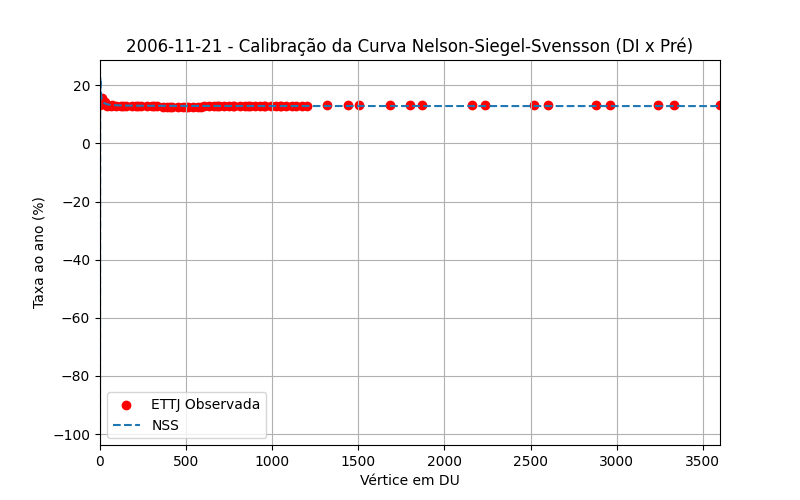 2006-11-21 - Calibração da Curva Nelson-Siegel-Svensson (DI x Pré)
20
0
−20
−40
−60
−80
−100
Taxa ao ano (%)
ETTJ Observada
NSS
0 500 1000 1500 2000 2500 3000 3500
Vértice em DU